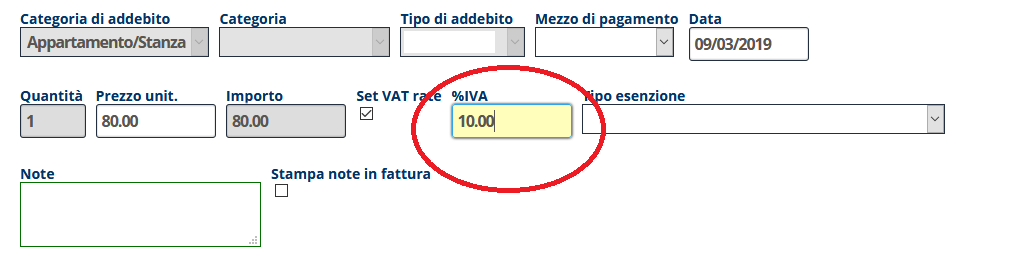 Categoria di addebito Categoria Tipo di addebito Mezzo di pagamento Data
Appartamento/Stanza 09/03/2019
Quantità Prezzo unit. Importo Set VAT rate %IVA Tipo esenzione
1 80.00 80.00 10.00
Note Stampa note in fattura